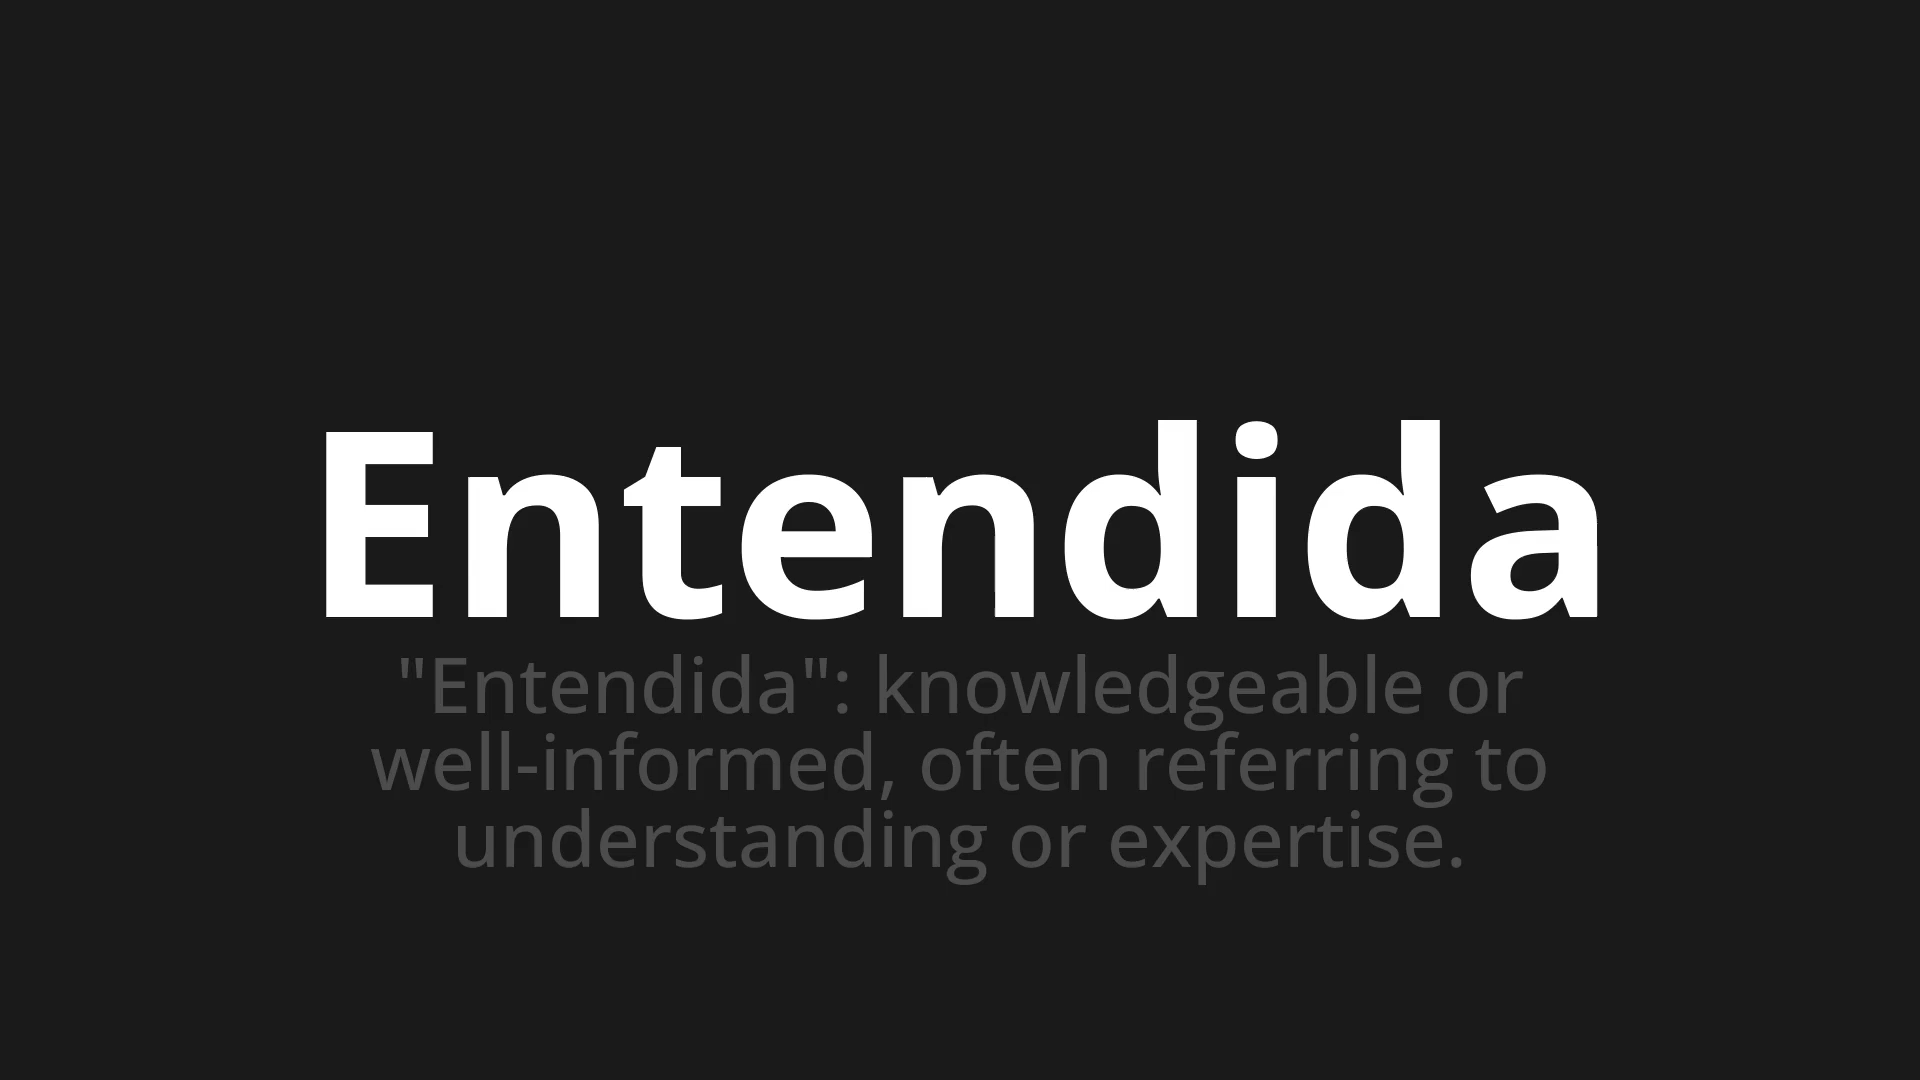 Entendida
"Entendida": knowledgeable or
well-informed, often referring to
understanding or expertise.